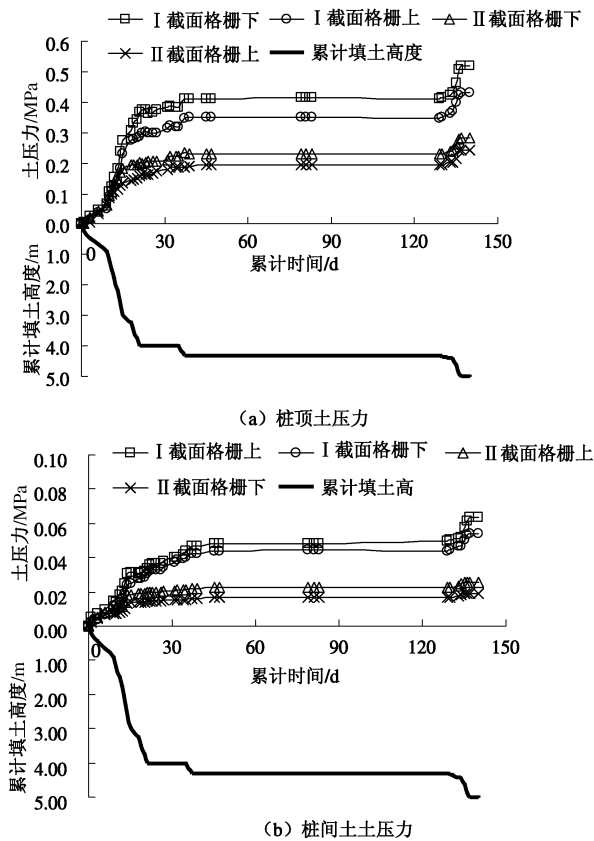 Ⅰ截面格栅下 Ⅰ截面格栅上 Ⅱ截面格栅下
Ⅱ截面格栅上 累计填土高度
土压力/MPa
0.6
0.5
0.4
0.3
0.2
0.1
0.0
0 30 60 90 120 150
累计时间/d
累计填土高度/m
1.0
2.0
3.0
4.0
5.0
（a）桩顶土压力
Ⅰ截面格栅上 Ⅰ截面格栅下 Ⅱ截面格栅上
Ⅱ截面格栅下 累计填土高
土压力/MPa
0.10
0.08
0.06
0.04
0.02
0.00
0 30 60 90 120 150
累计时间/d
累计填土高度/m
1.00
2.00
3.00
4.00
5.00
（b）桩间土土压力